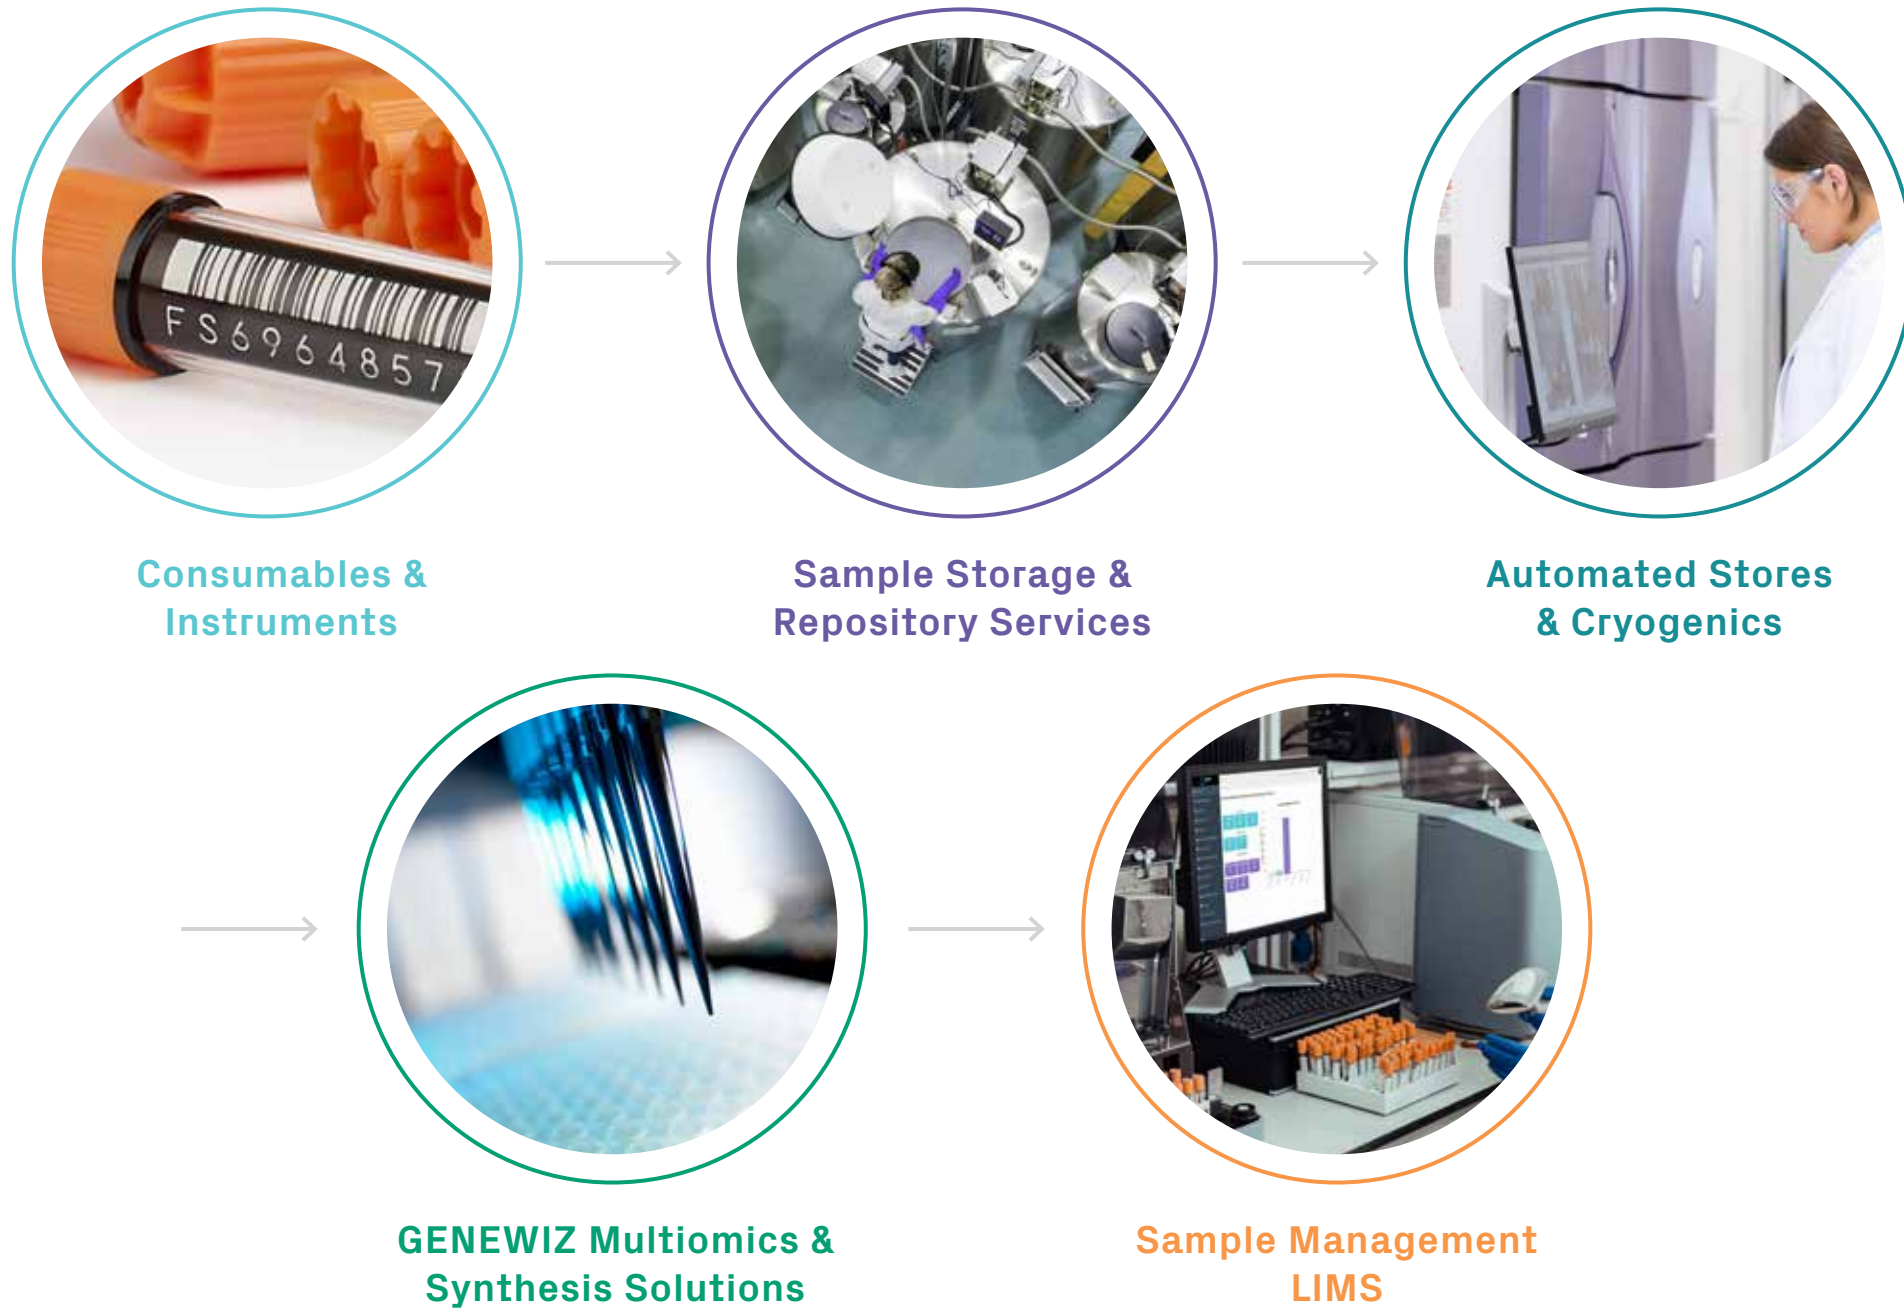 FS6964857
Consumables &
Instruments
Sample Storage &
Repository Services
Automated Stores
& Cryogenics
GENEWIZ Multiomics &
Synthesis Solutions
Sample Management
LIMS